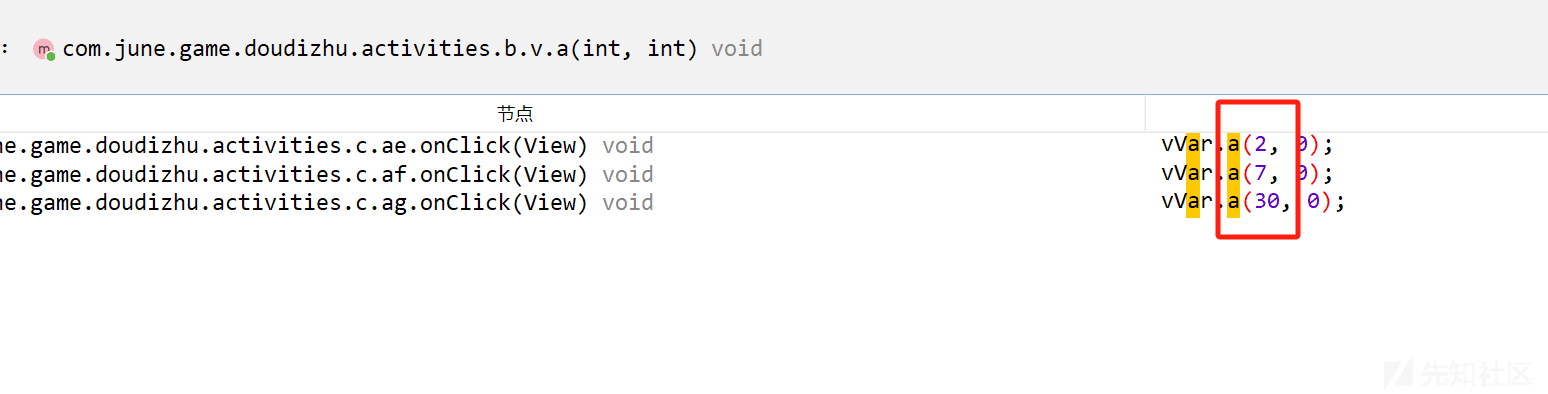 : m com.june.game.doudizhu.activities.b.v.a(int, int) void
节点
ne.game.doudizhu.activities.c.ae.onClick(View) void vVar.a(2, 0);
ne.game.doudizhu.activities.c.af.onClick(View) void vVar.a(7, 0);
ne.game.doudizhu.activities.c.ag.onClick(View) void vVar.a(30, 0);
先知社区